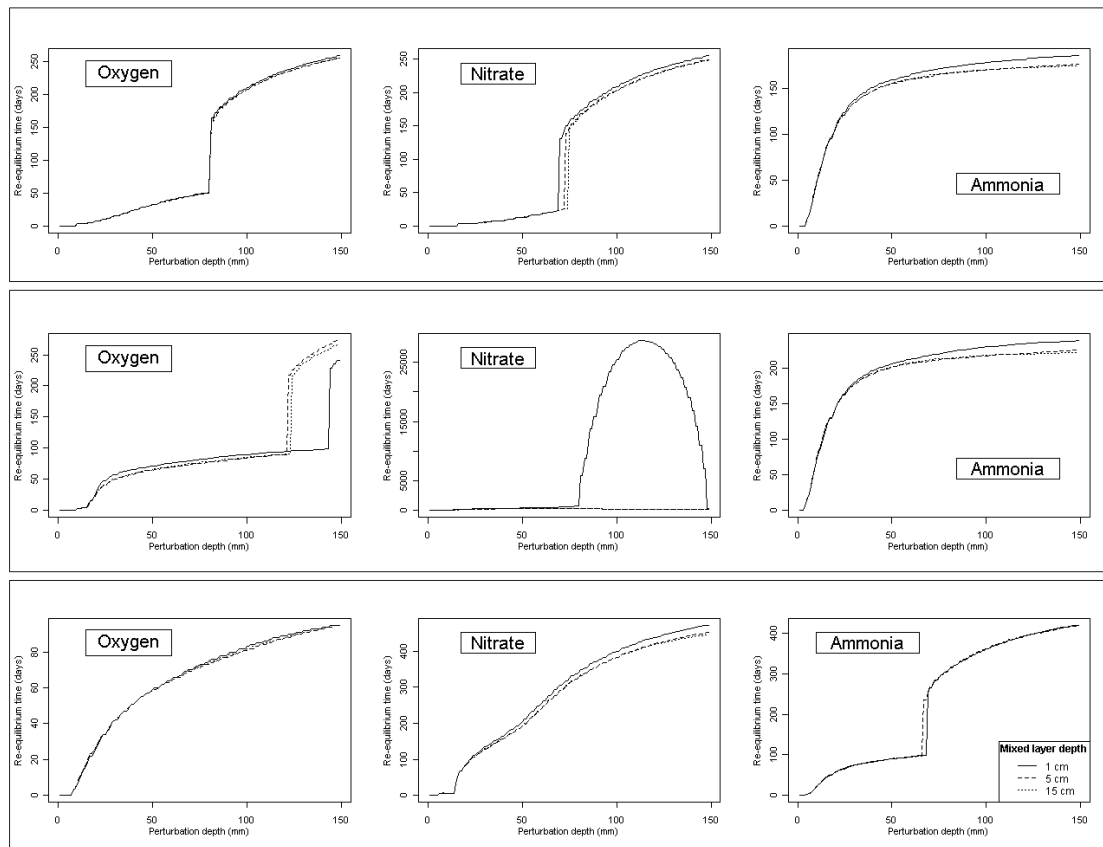 Oxygen
Re-equilibrium time (days)
0 50 100 150 200 250
0 50 100 150
Perturbation depth (mm)
Nitrate
Re-equilibrium time (days)
0 50 100 150 200 250
0 50 100 150
Perturbation depth (mm)
Ammonia
Re-equilibrium time (days)
0 50 100 150
0 50 100 150
Perturbation depth (mm)
Oxygen
Re-equilibrium time (days)
0 50 100 150 200 250
0 50 100 150
Perturbation depth (mm)
Nitrate
Re-equilibrium time (days)
0 5000 15000 25000
0 50 100 150
Perturbation depth (mm)
Ammonia
Re-equilibrium time (days)
0 50 100 150 200
0 50 100 150
Perturbation depth (mm)
Oxygen
Re-equilibrium time (days)
0 20 40 60 80
0 50 100 150
Perturbation depth (mm)
Nitrate
Re-equilibrium time (days)
0 100 200 300 400
0 50 100 150
Perturbation depth (mm)
Ammonia
Re-equilibrium time (days)
0 100 200 300 400
0 50 100 150
Perturbation depth (mm)
Mixed layer depth
1 cm
5 cm
15 cm